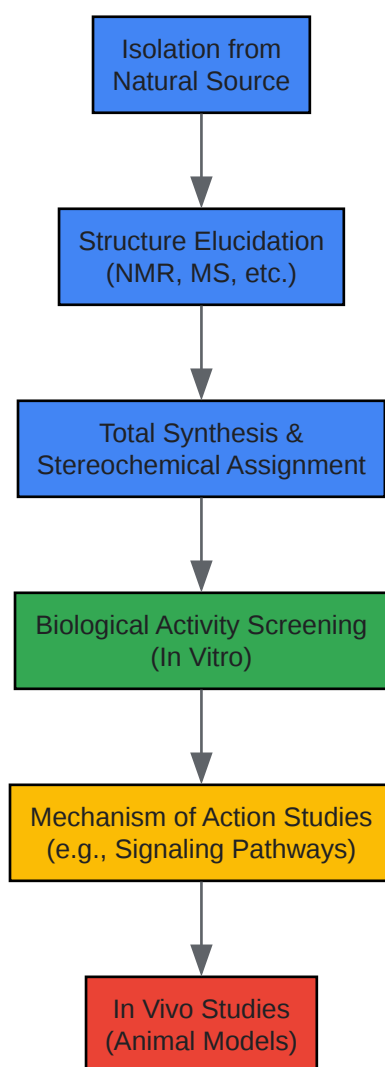 Isolation from
Natural Source
Structure Elucidation
(NMR, MS, etc.)
Total Synthesis &
Stereochemical Assignment
Biological Activity Screening
(In Vitro)
Mechanism of Action Studies
(e.g., Signaling Pathways)
In Vivo Studies
(Animal Models)